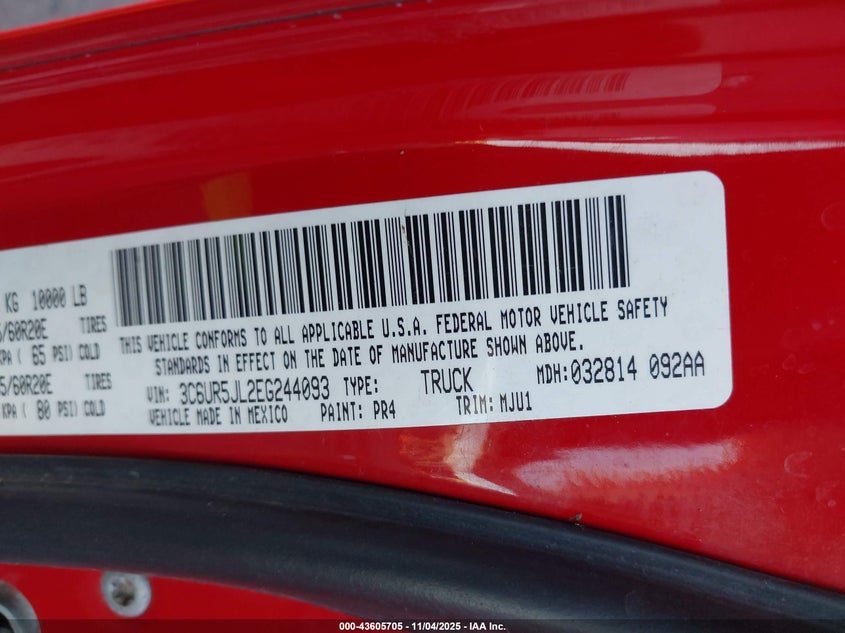 KG 10000 LB
/60R20E TIRES
KPA ( 65 PSI) COLD
5/60R20E TIRES
KPA ( 80 PSI) COLD
THIS VEHICLE CONFORMS TO ALL APPLICABLE U.S.A. FEDERAL MOTOR VEHICLE SAFETY
STANDARDS IN EFFECT ON THE DATE OF MANUFACTURE SHOWN ABOVE.
VIN: 3C6UR5JL2EG244093 TYPE: TRUCK MDH:032814 092AA
VEHICLE MADE IN MEXICO PAINT: PR4 TRIM: MJU1
000-43605705 - 11/04/2025 - IAA Inc.